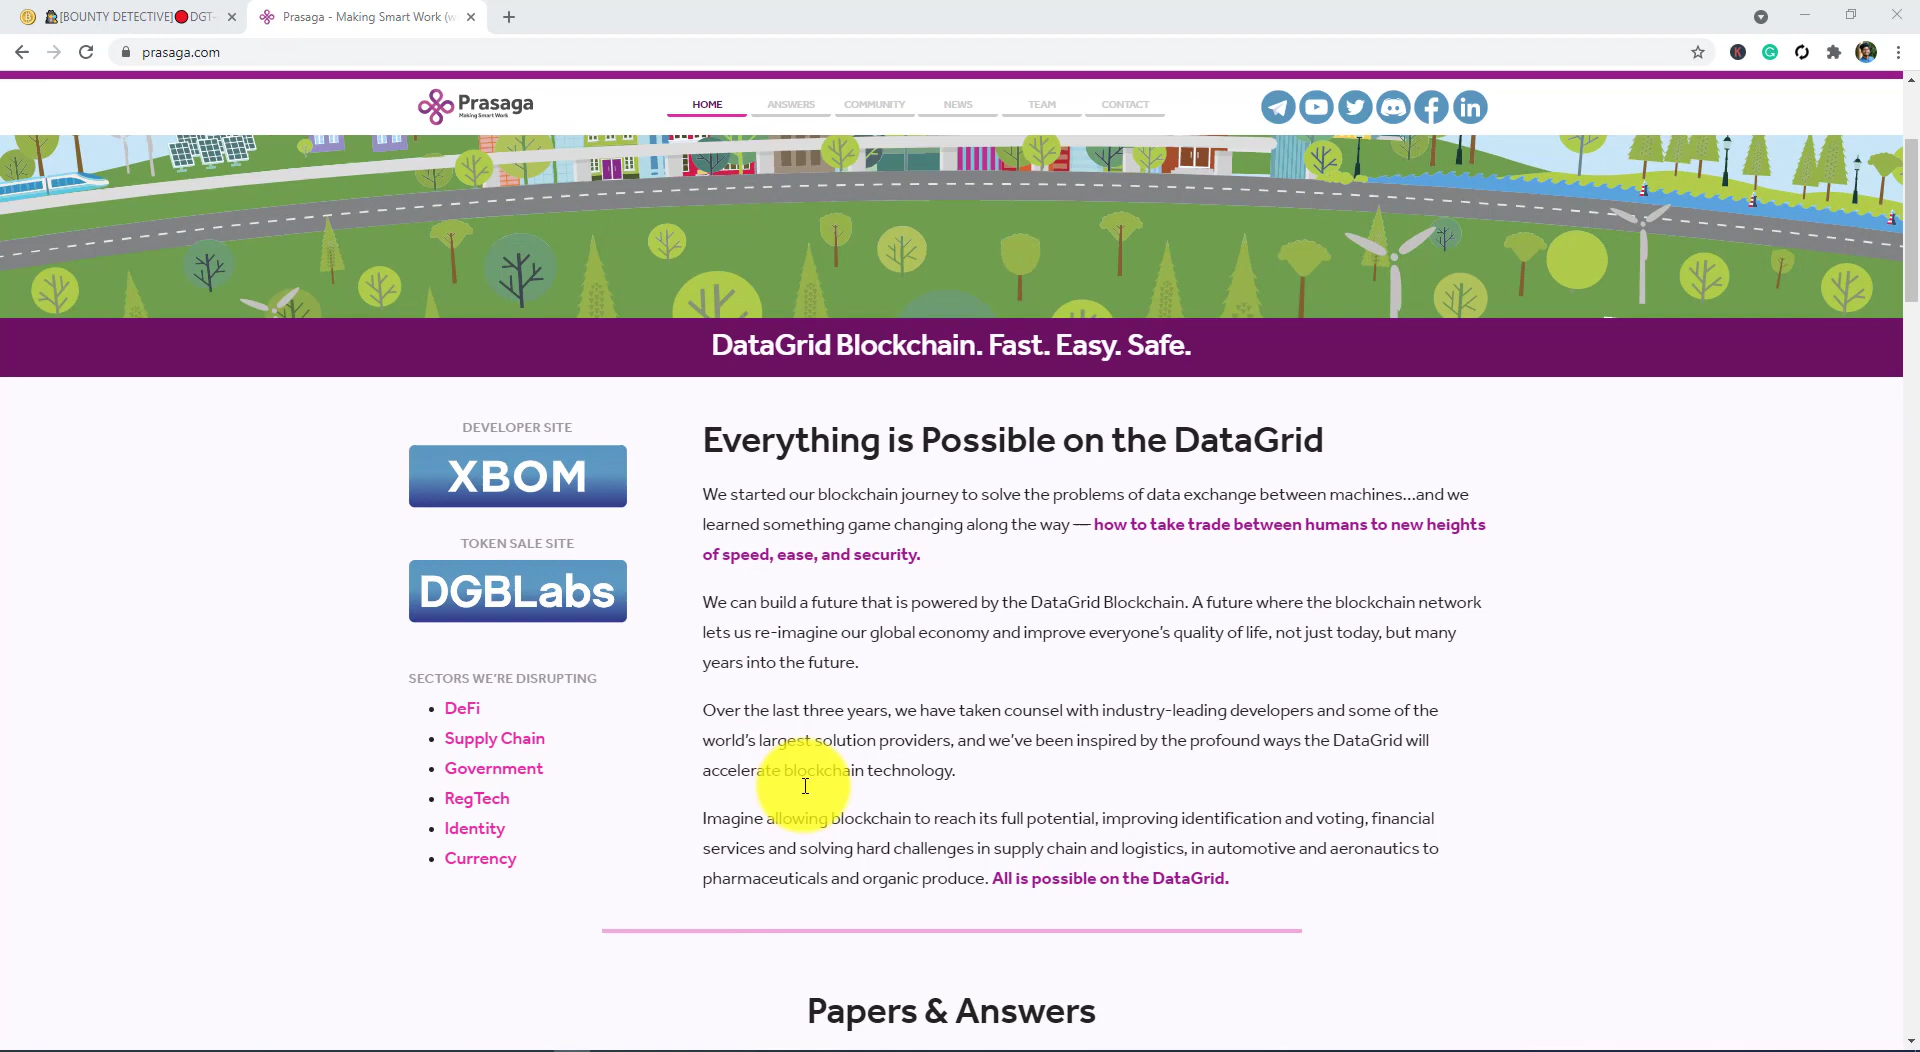 [BOUNTY DETECTIVE]🔴DGT-
Prasaga - Making Smart Work (w
prasaga.com
Prasaga
Making Smart Work
HOME
ANSWERS
COMMUNITY
NEWS
TEAM
CONTACT
DataGrid Blockchain. Fast. Easy. Safe.
DEVELOPER SITE
XBOM
TOKEN SALE SITE
DGBLabs
SECTORS WE'RE DISRUPTING
• DeFi
• Supply Chain
• Government
• RegTech
• Identity
• Currency
Everything is Possible on the DataGrid
We started our blockchain journey to solve the problems of data exchange between machines...and we
learned something game changing along the way — how to take trade between humans to new heights
of speed, ease, and security.
We can build a future that is powered by the DataGrid Blockchain. A future where the blockchain network
lets us re-imagine our global economy and improve everyone's quality of life, not just today, but many
years into the future.
Over the last three years, we have taken counsel with industry-leading developers and some of the
world's largest solution providers, and we've been inspired by the profound ways the DataGrid will
accelerate blockchain technology.
Imagine allowing blockchain to reach its full potential, improving identification and voting, financial
services and solving hard challenges in supply chain and logistics, in automotive and aeronautics to
pharmaceuticals and organic produce. All is possible on the DataGrid.
Papers & Answers